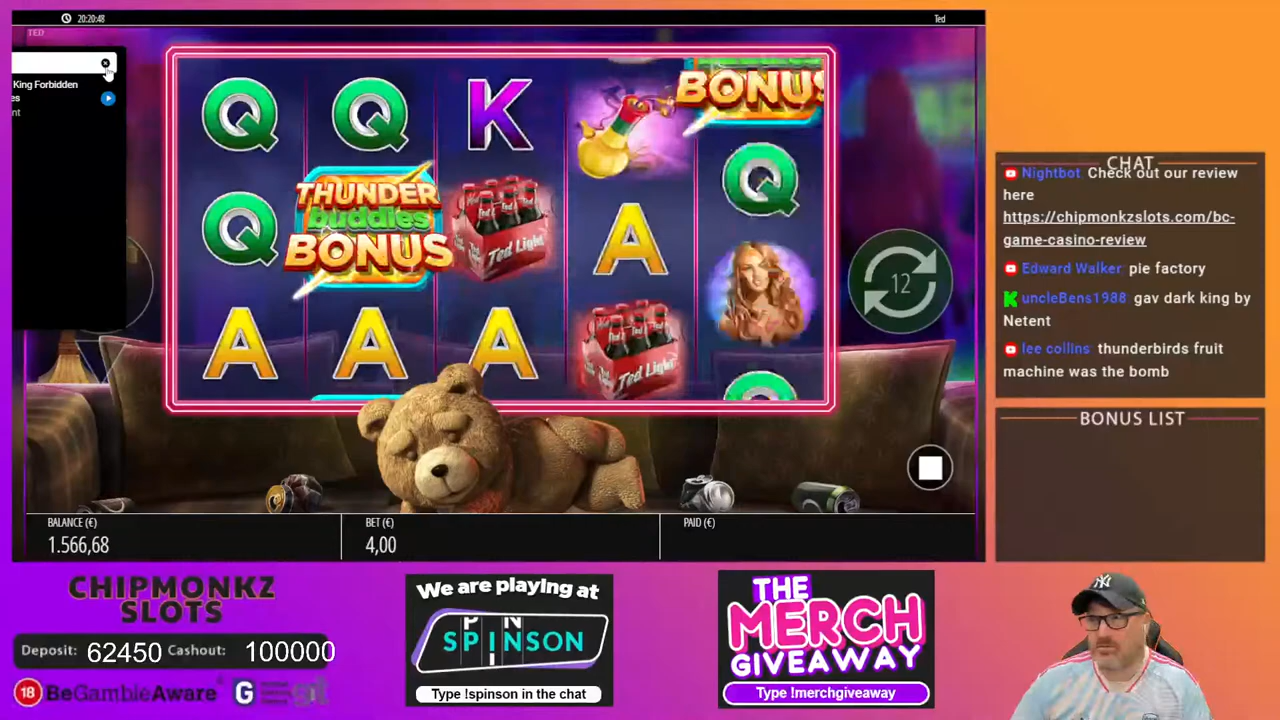 20:20:48
Ted
TED
King Forbidden
es
nt
Q
Q
K
BONUS
THUNDER
buddies
BONUS
Q
Ted Light
A
Q
A
A
A
Ted Light
12
BALANCE (€)
1.566,68
BET (€)
4,00
PAID (€)
CHAT
Nightbot: Check out our review
here
https://chipmonkzslots.com/bc-
game-casino-review
Edward Walker: pie factory
uncleBens1988: gav dark king by
Netent
lee collins: thunderbirds fruit
machine was the bomb
BONUS LIST
CHIPMONKZ
SLOTS
Deposit: 62450 Cashout: 100000
18 BeGambleAware
We are playing at
SPINSON
Type !spinson in the chat
THE
MERCH
GIVEAWAY
Type !merchgiveaway